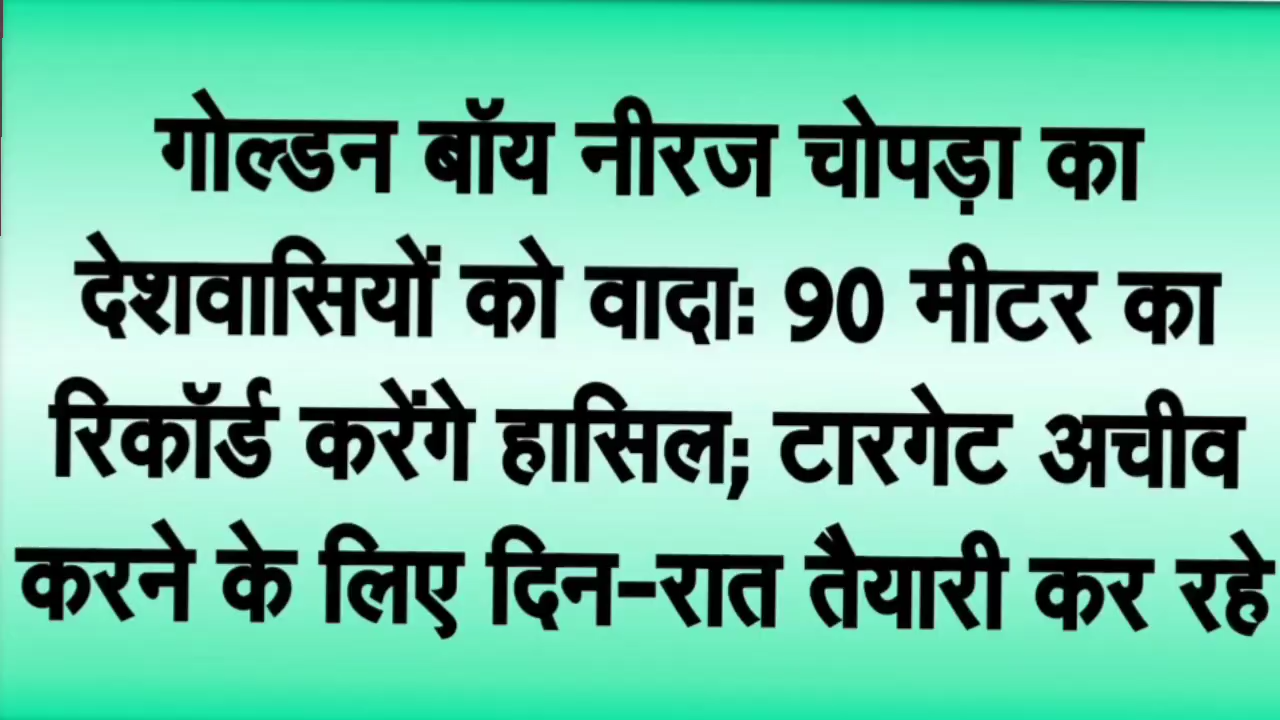 गोल्डन बॉय नीरज चोपड़ा का
देशवासियों को वादाः 90 मीटर का
रिकॉर्ड करेंगे हासिल; टारगेट अचीव
करने के लिए दिन-रात तैयारी कर रहे